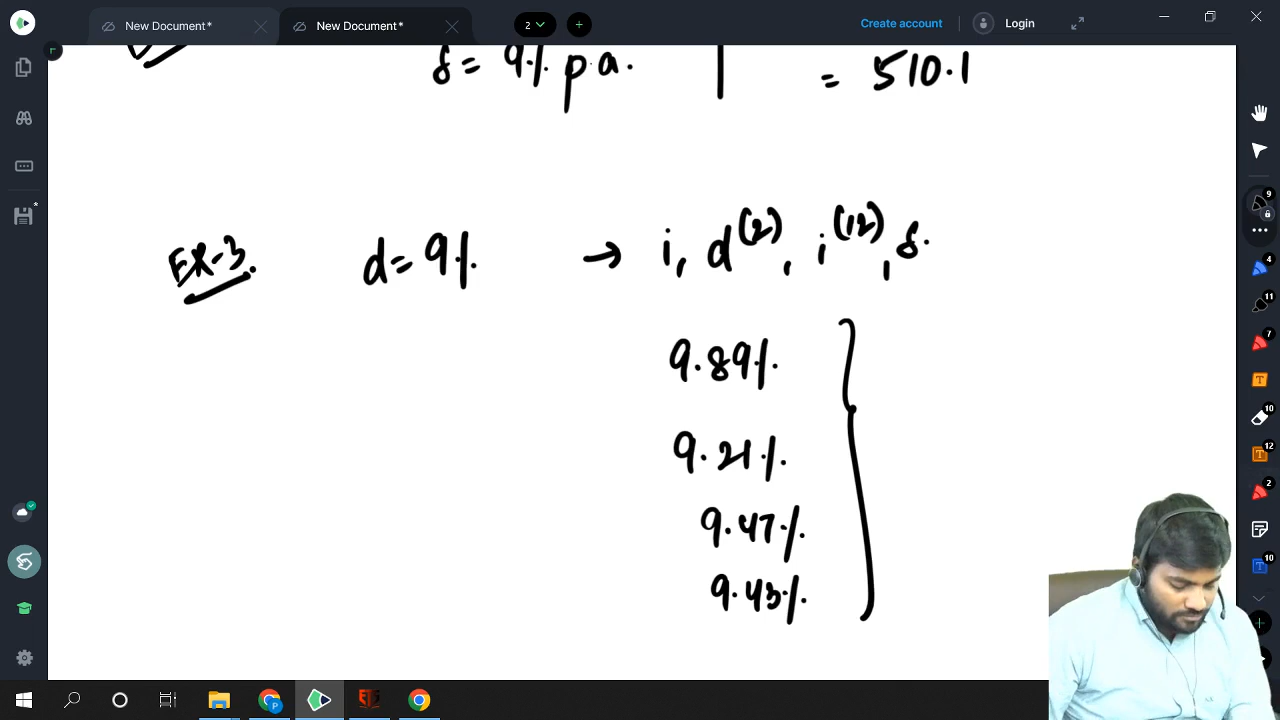 New Document* New Document* 2 Create account Login
δ = 9% p.a. = 510.1
EX-3. d = 9% → i, d^(2), i^(12), δ.
9.89%.
9.21%.
9.47%.
9.43%.